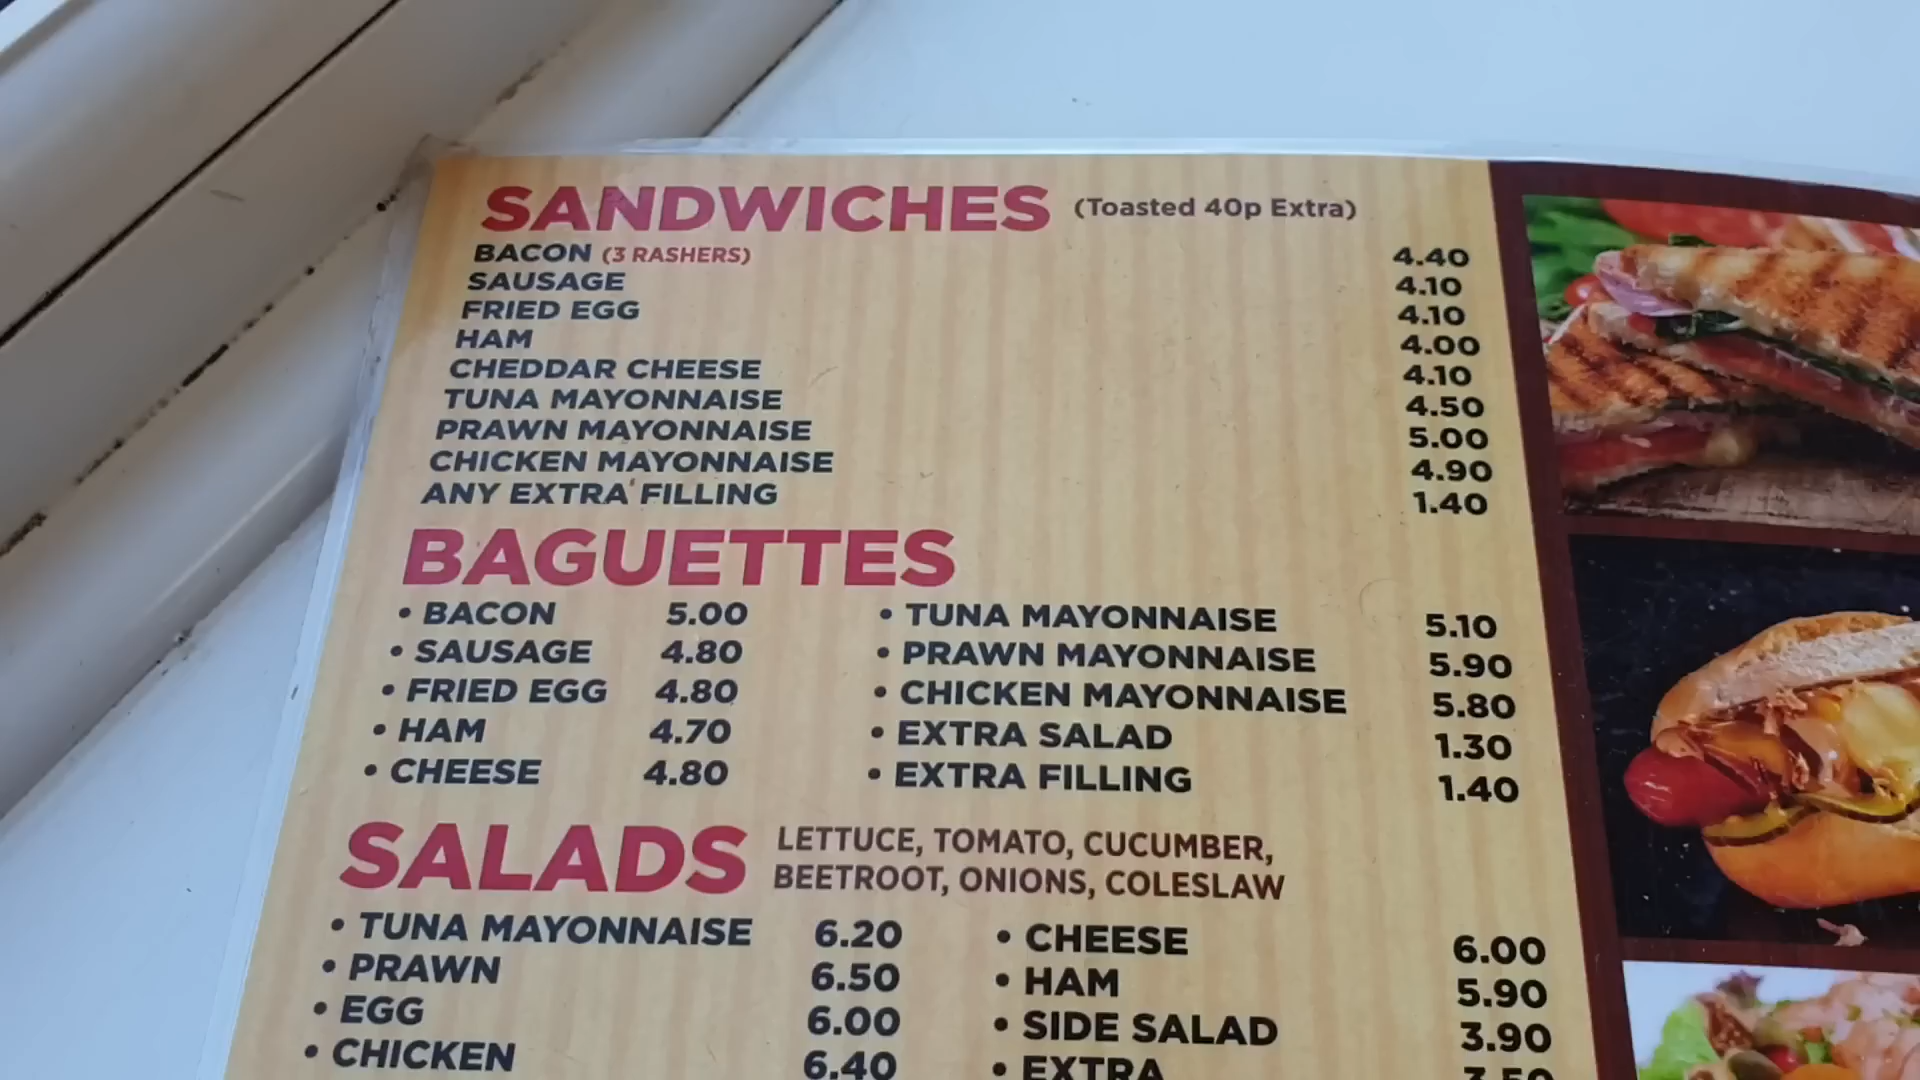 SANDWICHES (Toasted 40p Extra)
BACON (3 RASHERS) 4.40
SAUSAGE 4.10
FRIED EGG 4.10
HAM 4.00
CHEDDAR CHEESE 4.10
TUNA MAYONNAISE 4.50
PRAWN MAYONNAISE 5.00
CHICKEN MAYONNAISE 4.90
ANY EXTRA FILLING 1.40
BAGUETTES
• BACON 5.00 • TUNA MAYONNAISE 5.10
• SAUSAGE 4.80 • PRAWN MAYONNAISE 5.90
• FRIED EGG 4.80 • CHICKEN MAYONNAISE 5.80
• HAM 4.70 • EXTRA SALAD 1.30
• CHEESE 4.80 • EXTRA FILLING 1.40
SALADS LETTUCE, TOMATO, CUCUMBER,
BEETROOT, ONIONS, COLESLAW
• TUNA MAYONNAISE 6.20 • CHEESE 6.00
• PRAWN 6.50 • HAM 5.90
• EGG 6.00 • SIDE SALAD 3.90
• CHICKEN 6.40 • EXTRA